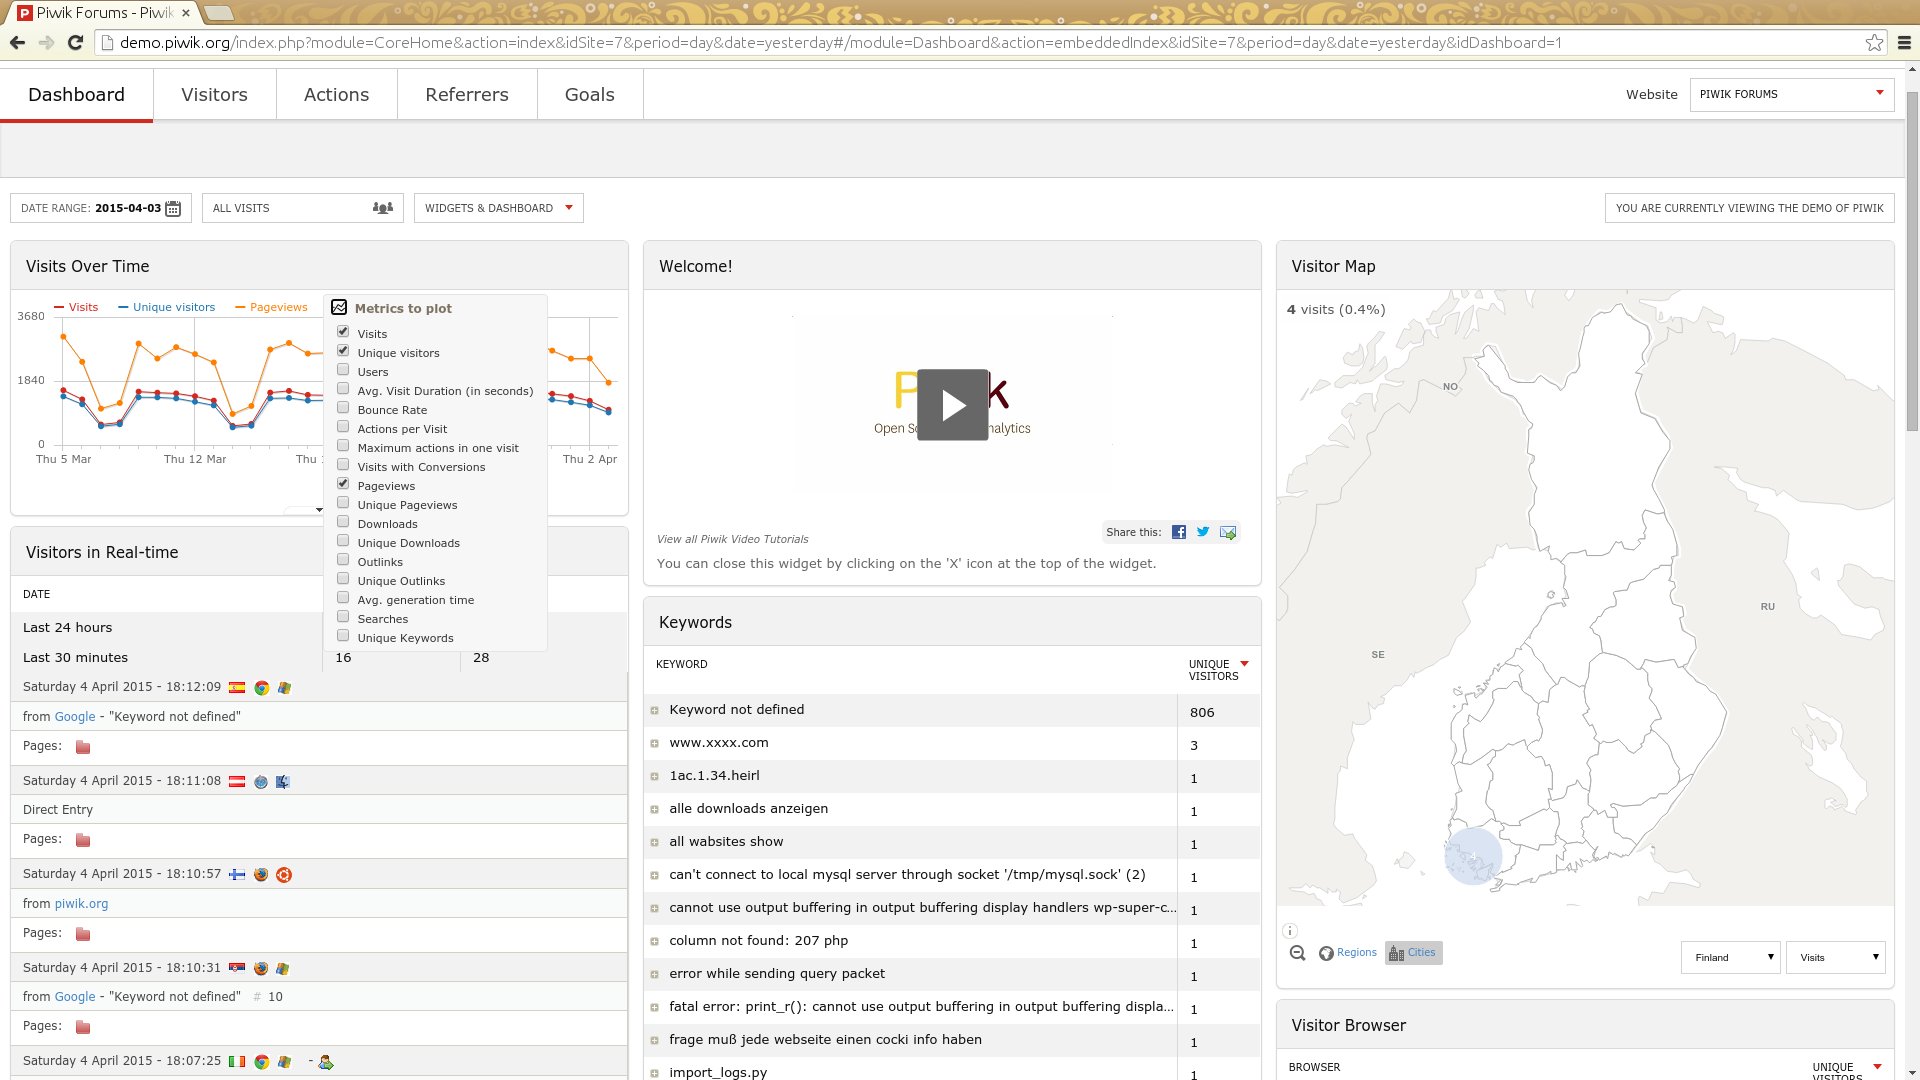 Piwik Forums - Piwik
demo.piwik.org/index.php?module=CoreHome&action=index&idSite=7&period=day&date=yesterday#/module=Dashboard&action=embeddedIndex&idSite=7&period=day&date=yesterday&idDashboard=1
Dashboard
Visitors
Actions
Referrers
Goals
Website
PIWIK FORUMS
DATE RANGE: 2015-04-03
ALL VISITS
WIDGETS & DASHBOARD
YOU ARE CURRENTLY VIEWING THE DEMO OF PIWIK
Visits Over Time
Visits
Unique visitors
Pageviews
3680
1840
0
Thu 5 Mar
Thu 12 Mar
Thu 1
Thu 2 Apr
Metrics to plot
Visits
Unique visitors
Users
Avg. Visit Duration (in seconds)
Bounce Rate
Actions per Visit
Maximum actions in one visit
Visits with Conversions
Pageviews
Unique Pageviews
Downloads
Unique Downloads
Outlinks
Unique Outlinks
Avg. generation time
Searches
Unique Keywords
Visitors in Real-time
DATE
Last 24 hours
Last 30 minutes
16
28
Saturday 4 April 2015 - 18:12:09
from Google - "Keyword not defined"
Pages:
Saturday 4 April 2015 - 18:11:08
Direct Entry
Pages:
Saturday 4 April 2015 - 18:10:57
from piwik.org
Pages:
Saturday 4 April 2015 - 18:10:31
from Google - "Keyword not defined" # 10
Pages:
Saturday 4 April 2015 - 18:07:25 -
Welcome!
P k
Open So nalytics
View all Piwik Video Tutorials
Share this:
You can close this widget by clicking on the 'X' icon at the top of the widget.
Keywords
KEYWORD
UNIQUE
VISITORS
Keyword not defined 806
www.xxxx.com 3
1ac.1.34.heirl 1
alle downloads anzeigen 1
all wabsites show 1
can't connect to local mysql server through socket '/tmp/mysql.sock' (2) 1
cannot use output buffering in output buffering display handlers wp-super-c... 1
column not found: 207 php 1
error while sending query packet 1
fatal error: print_r(): cannot use output buffering in output buffering displa... 1
frage muß jede webseite einen cocki info haben 1
import_logs.py 1
Visitor Map
4 visits (0.4%)
NO
SE
RU
4
Regions
Cities
Finland
Visits
Visitor Browser
BROWSER
UNIQUE
VISITORS